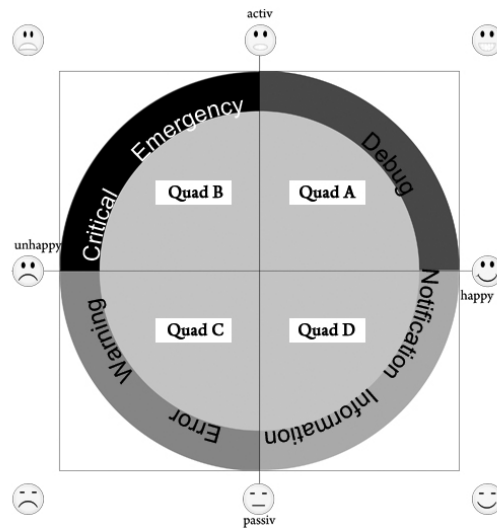 activ
Emergency
Debug
Critical
Quad B
Quad A
unhappy
happy
Quad C
Quad D
Warning
Notification
Error
Information
passiv